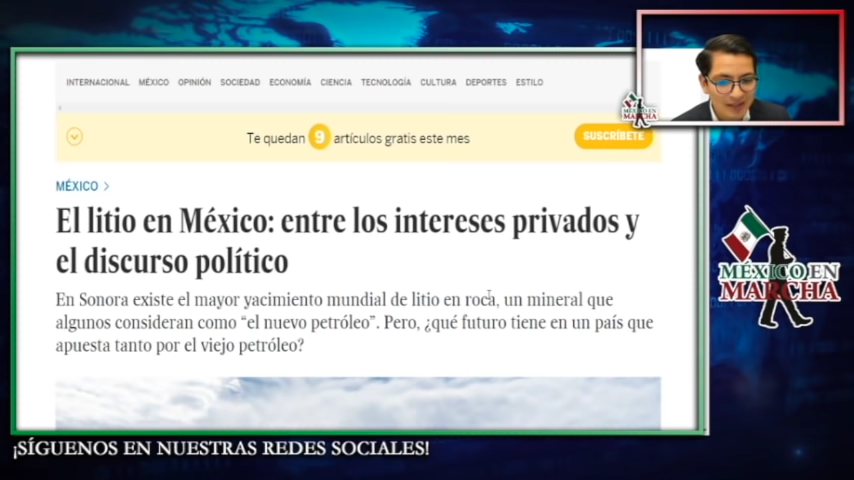 INTERNACIONAL MÉXICO OPINIÓN SOCIEDAD ECONOMÍA CIENCIA TECNOLOGÍA CULTURA DEPORTES ESTILO
Te quedan 9 artículos gratis este mes
SUSCRÍBETE
MÉXICO >
El litio en México: entre los intereses privados y
el discurso político
En Sonora existe el mayor yacimiento mundial de litio en roca, un mineral que
algunos consideran como “el nuevo petróleo”. Pero, ¿qué futuro tiene en un país que
apuesta tanto por el viejo petróleo?
MÉXICO EN
MARCHA
MÉXICO EN
MARCHA
¡SÍGUENOS EN NUESTRAS REDES SOCIALES!